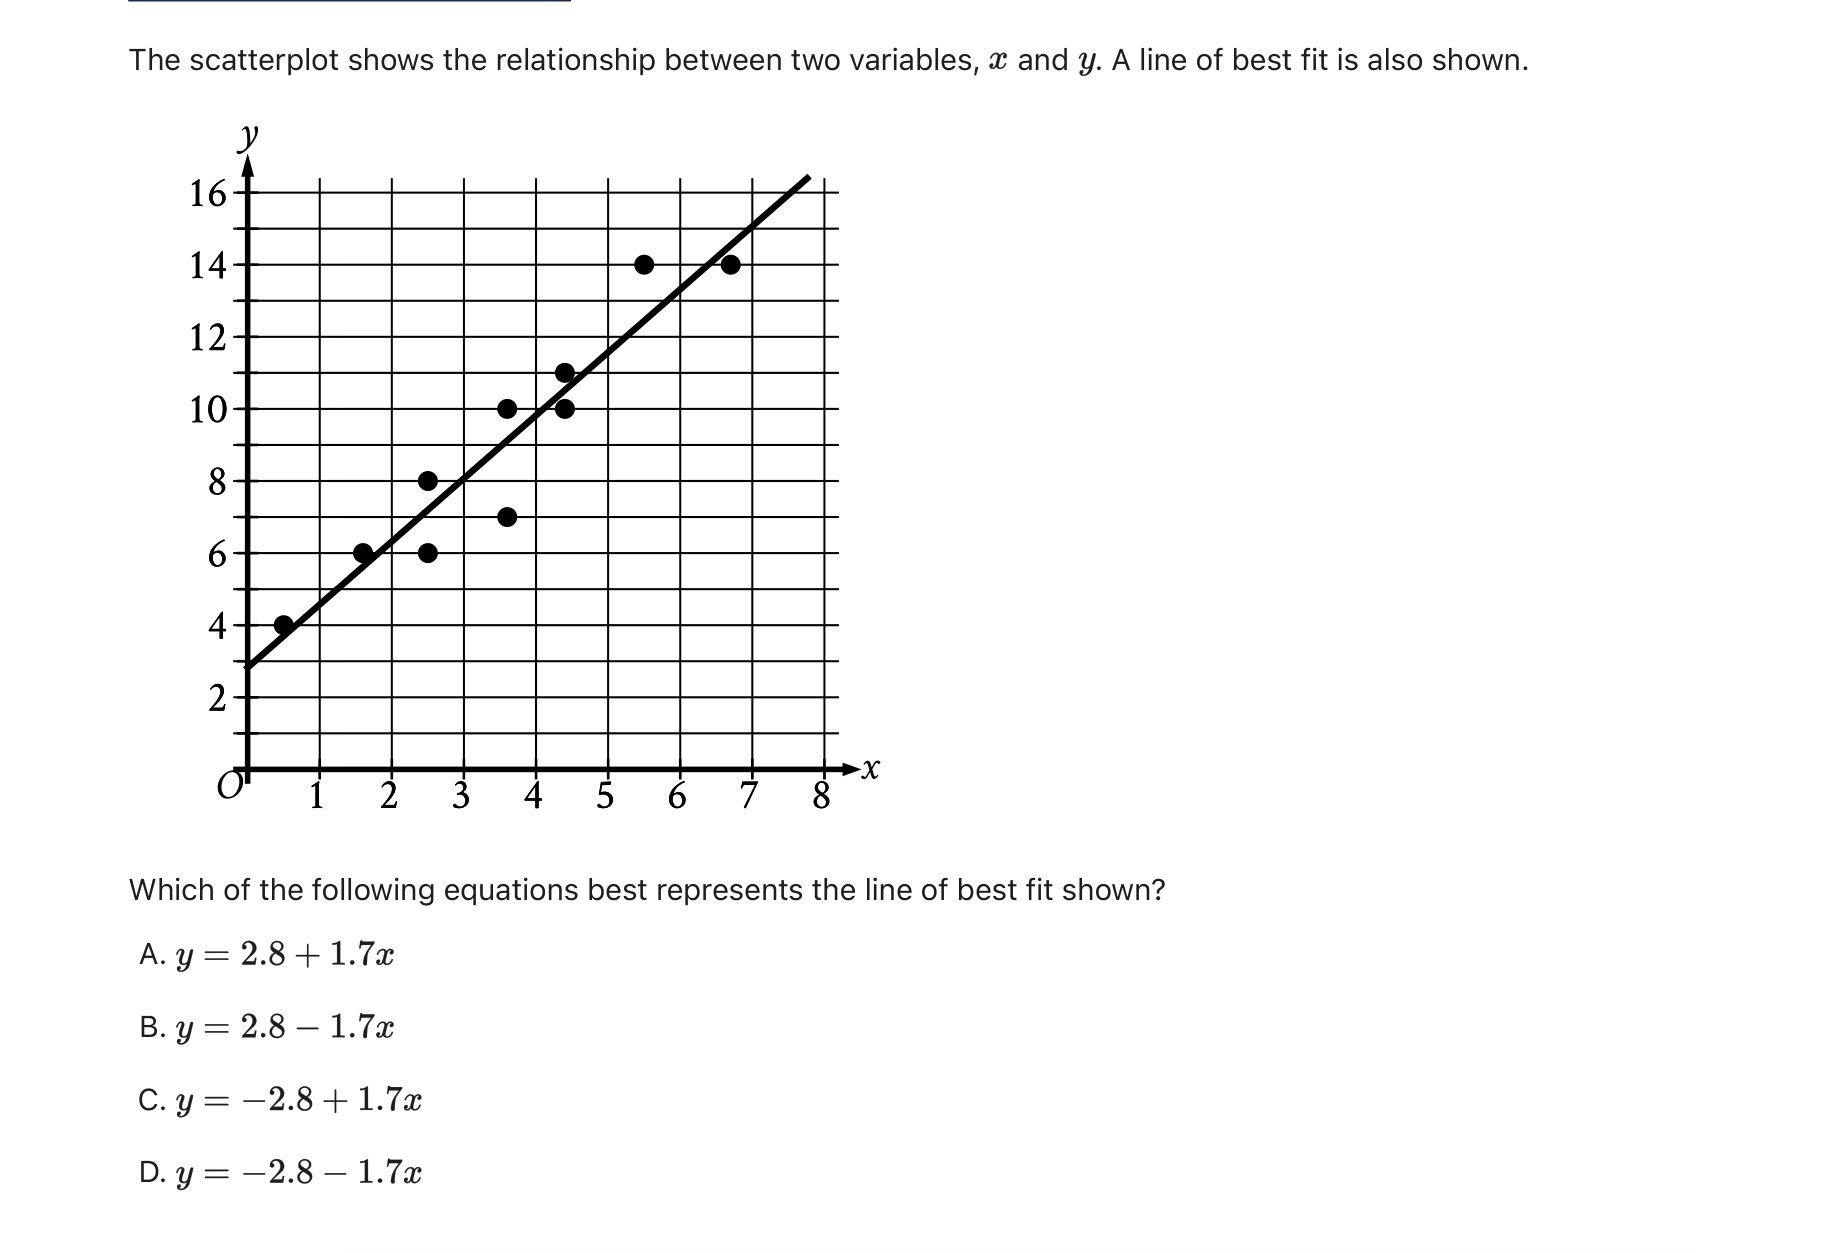 The scatterplot shows the relationship between two variables, x and y. A line of best fit is also shown.
y
16
14
12
10
8
6
4
2
O
1 2 3 4 5 6 7 8
x
Which of the following equations best represents the line of best fit shown?
A. y = 2.8 + 1.7x
B. y = 2.8 − 1.7x
C. y = −2.8 + 1.7x
D. y = −2.8 − 1.7x